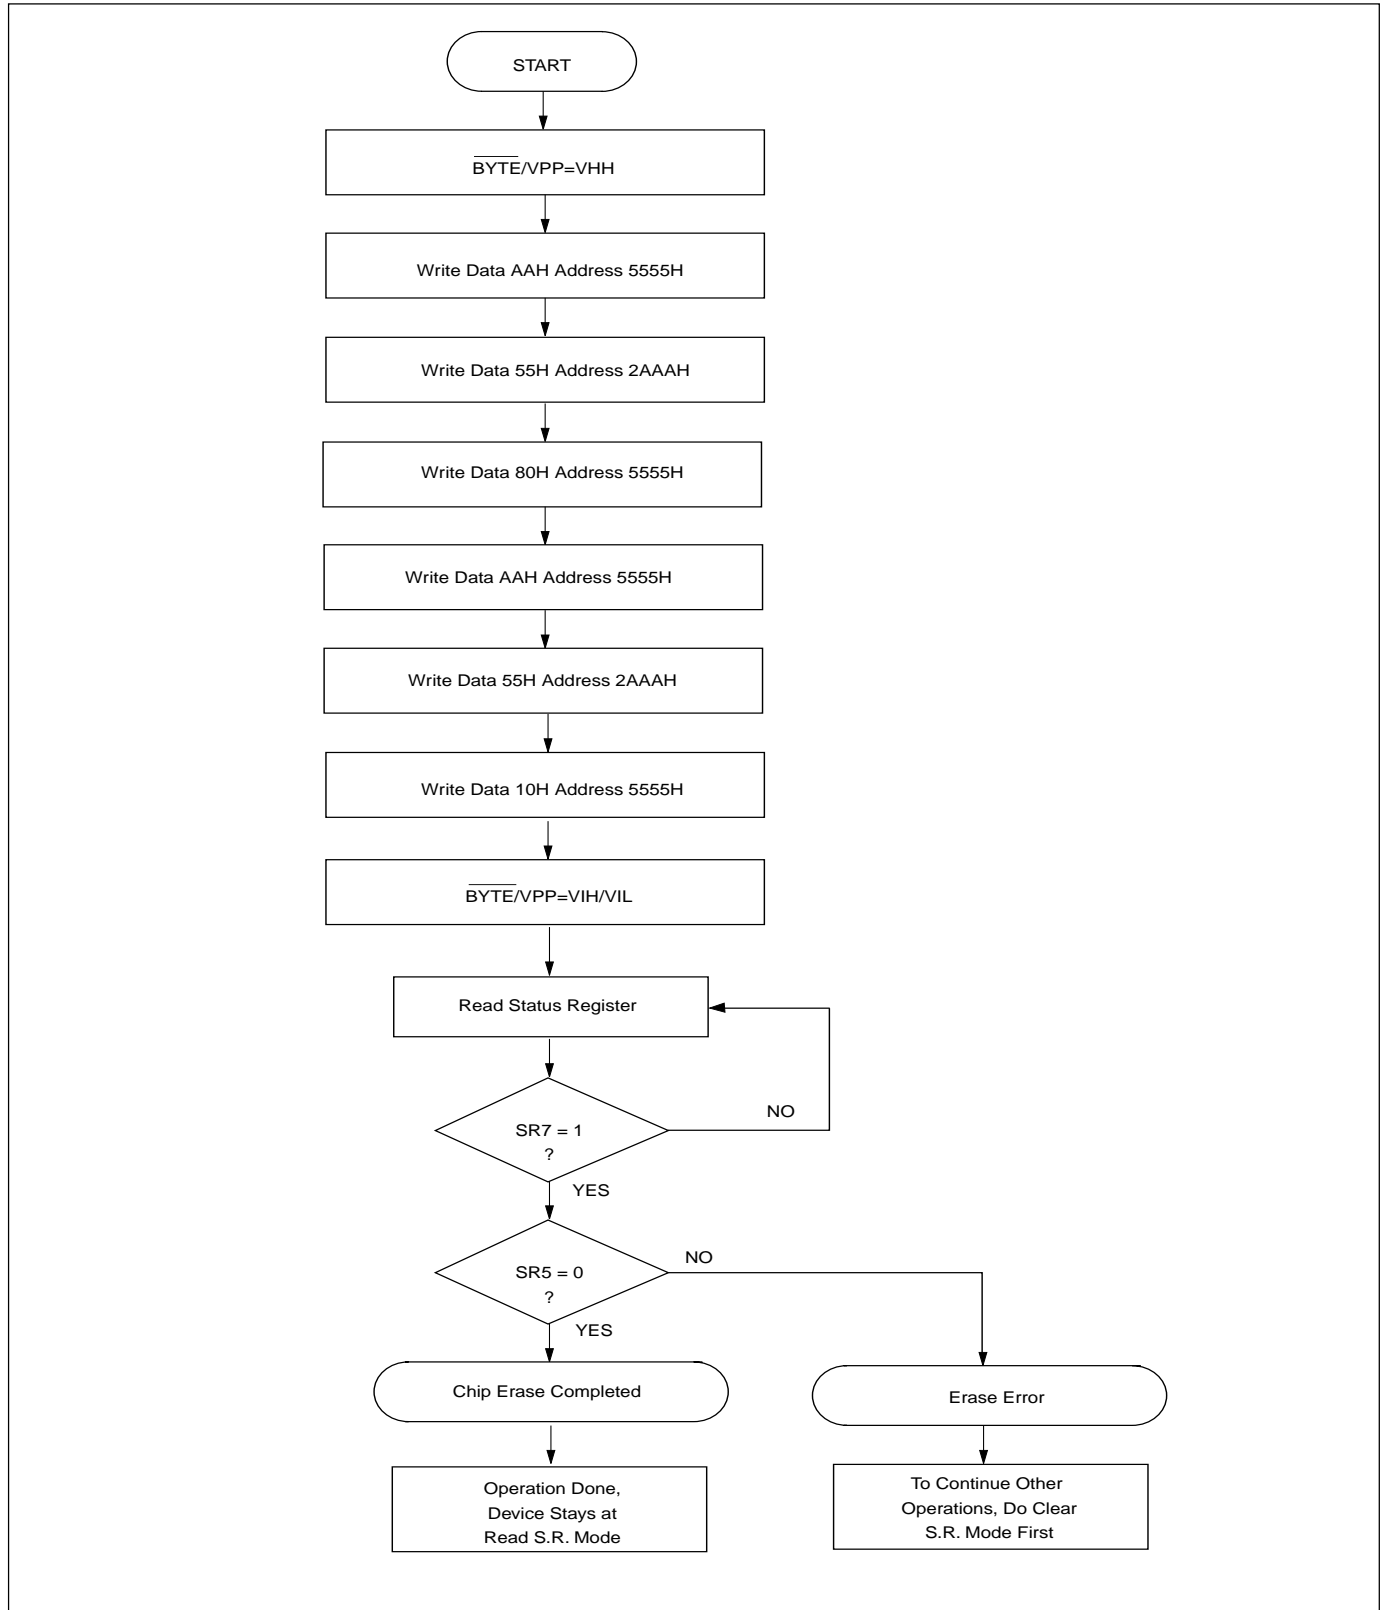 START
BYTE/VPP=VHH
Write Data AAH Address 5555H
Write Data 55H Address 2AAAH
Write Data 80H Address 5555H
Write Data AAH Address 5555H
Write Data 55H Address 2AAAH
Write Data 10H Address 5555H
BYTE/VPP=VIH/VIL
Read Status Register
NO
SR7 = 1
?
YES
NO
SR5 = 0
?
YES
Chip Erase Completed
Erase Error
Operation Done,
Device Stays at
Read S.R. Mode
To Continue Other
Operations, Do Clear
S.R. Mode First